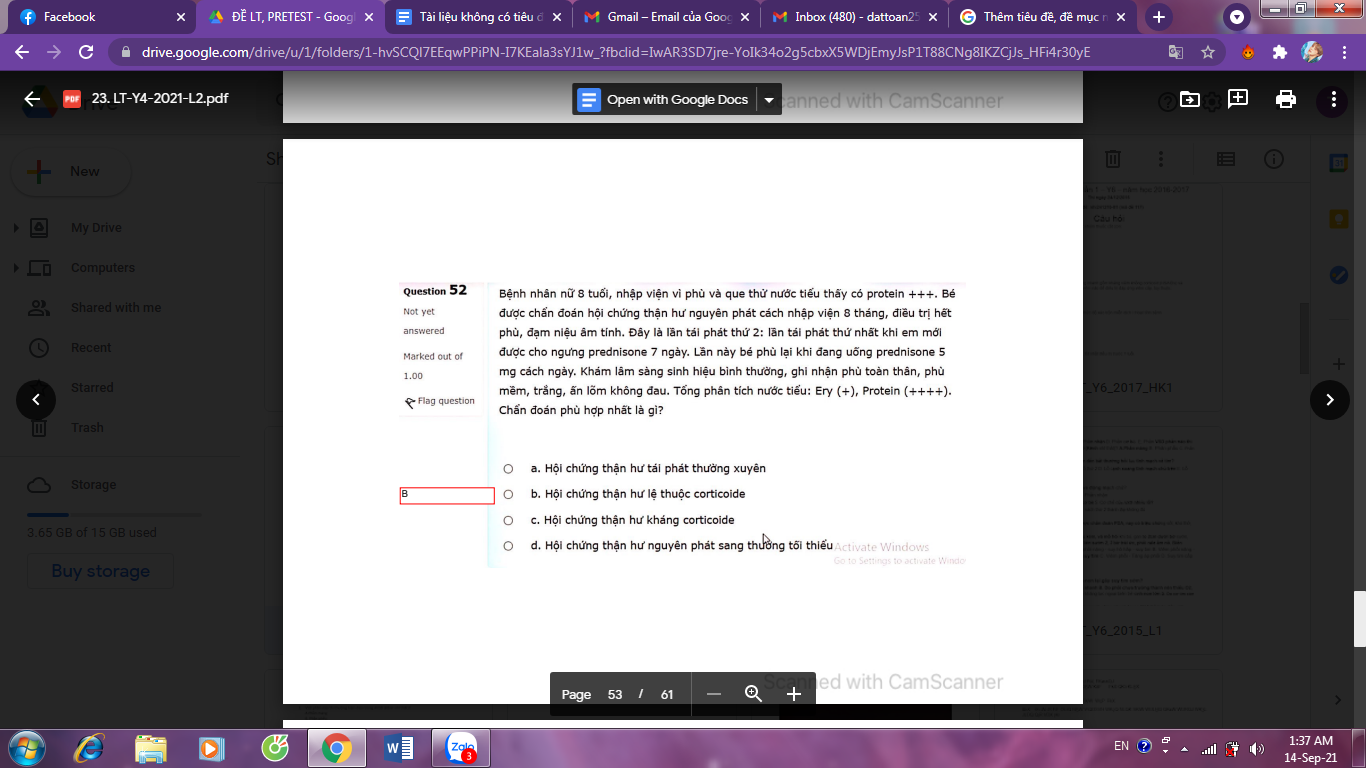 Facebook
ĐỀ LT, PRETEST - Googl
Tài liệu không có tiêu đ
Gmail – Email của Goog
Inbox (480) - dattoan25
Thêm tiêu đề, đề mục n
drive.google.com/drive/u/1/folders/1-hvSCQI7EEqwPPiPN-I7KEala3sYJ1w_?fbclid=IwAR3SD7jre-YoIk34o2g5cbxX5WDjEmyJsP1T88CNg8IKZCjJs_HFi4r30yE
PDF
23. LT-Y4-2021-L2.pdf
Open with Google Docs
canned with CamScanner
New
My Drive
Computers
Shared with me
Recent
Starred
Trash
Storage
3.65 GB of 15 GB used
Buy storage
Câu hỏi
T_Y6_2017_HK1
T_Y6_2015_L1
Question 52
Not yet
answered
Marked out of
1.00
Flag question
Bệnh nhân nữ 8 tuổi, nhập viện vì phù và que thử nước tiểu thấy có protein +++. Bé
được chẩn đoán hội chứng thận hư nguyên phát cách nhập viện 8 tháng, điều trị hết
phù, đạm niệu âm tính. Đây là lần tái phát thứ 2: lần tái phát thứ nhất khi em mới
được cho ngưng prednisone 7 ngày. Lần này bé phù lại khi đang uống prednisone 5
mg cách ngày. Khám lâm sàng sinh hiệu bình thường, ghi nhận phù toàn thân, phù
mềm, trắng, ấn lõm không đau. Tổng phân tích nước tiểu: Ery (+), Protein (++++).
Chẩn đoán phù hợp nhất là gì?
a. Hội chứng thận hư tái phát thường xuyên
B
b. Hội chứng thận hư lệ thuộc corticoide
c. Hội chứng thận hư kháng corticoide
d. Hội chứng thận hư nguyên phát sang thương tối thiểu
Activate Windows
Go to Settings to activate Windo
Page 53 / 61
Scanned with CamScanner
Zalo
3
EN
1:37 AM
14-Sep-21